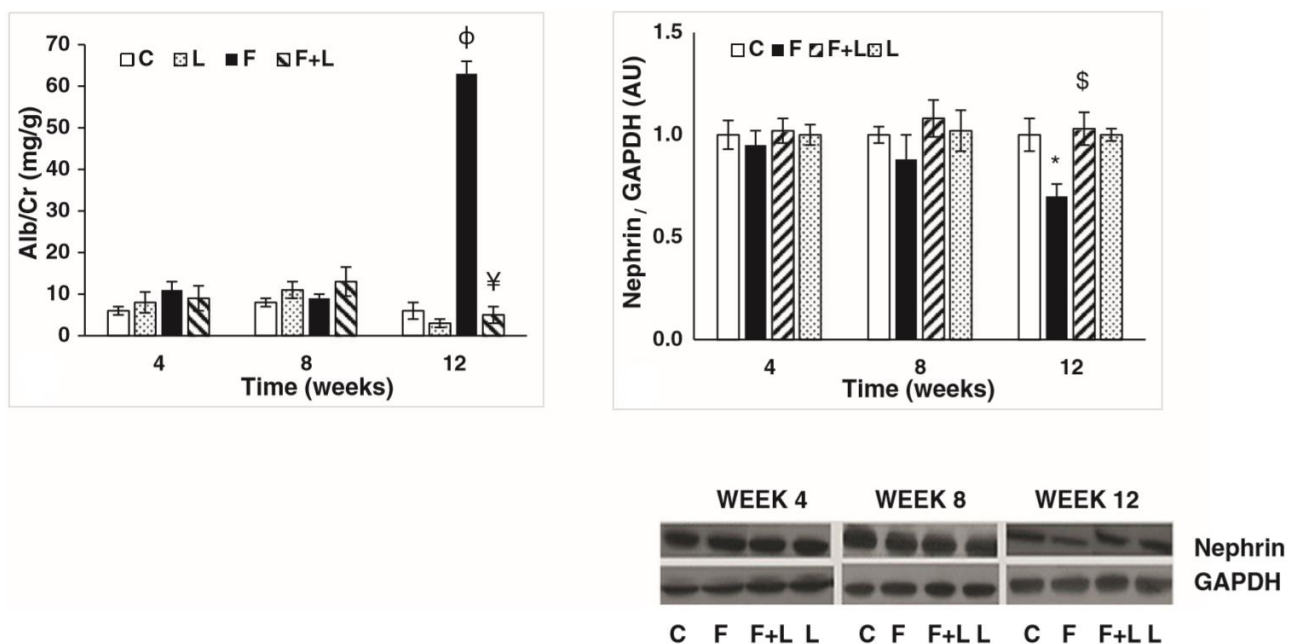 Alb/Cr (mg/g)
70
60
50
40
30
20
10
0
C L F F+L
ϕ
¥
4 8 12
Time (weeks)
Nephrin/ GAPDH (AU)
1.5
1.0
0.5
0.0
C F F+L L
$
*
4 8 12
Time (weeks)
WEEK 4 WEEK 8 WEEK 12
Nephrin
GAPDH
C F F+L L C F F+L L C F F+L L